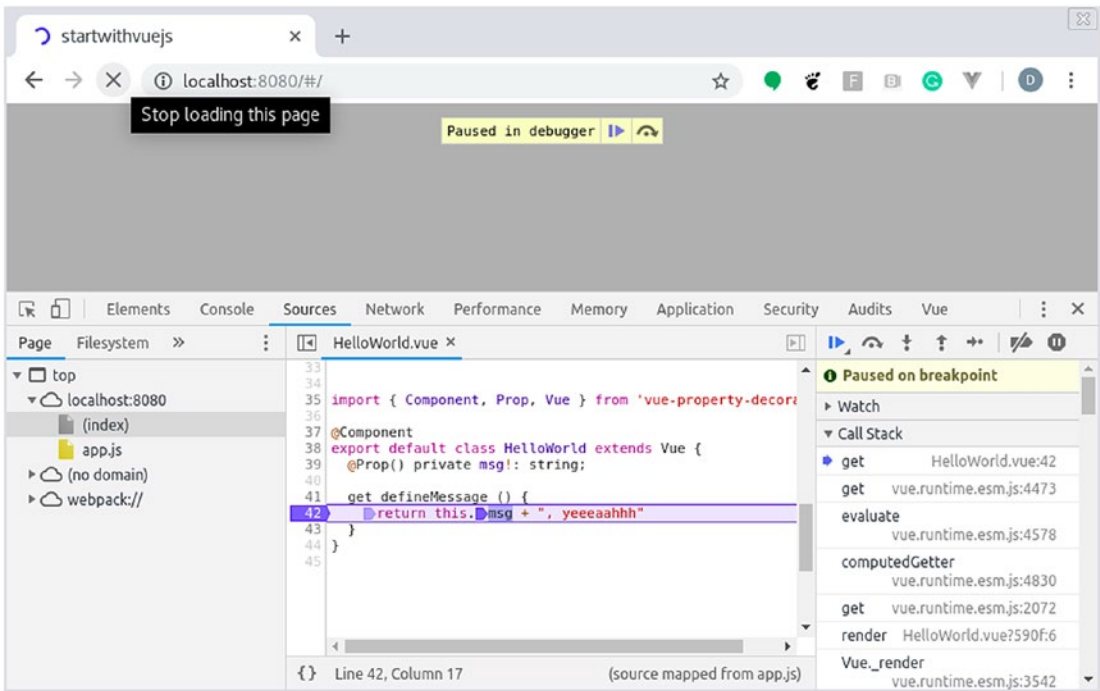 startwithvuejs × +
localhost:8080/#/
D
Stop loading this page
Paused in debugger
Elements Console Sources Network Performance Memory Application Security Audits Vue
Page Filesystem »
HelloWorld.vue ×
top
localhost:8080
(index)
app.js
(no domain)
webpack://
33
34
35 import { Component, Prop, Vue } from 'vue-property-decora
36
37 @Component
38 export default class HelloWorld extends Vue {
39 @Prop() private msg!: string;
40
41 get defineMessage () {
42 return this.msg + ", yeeeaahhh"
43 }
44 }
45
{} Line 42, Column 17 (source mapped from app.js)
Paused on breakpoint
Watch
Call Stack
get HelloWorld.vue:42
get vue.runtime.esm.js:4473
evaluate
vue.runtime.esm.js:4578
computedGetter
vue.runtime.esm.js:4830
get vue.runtime.esm.js:2072
render HelloWorld.vue?590f:6
Vue._render
vue.runtime.esm.js:3542